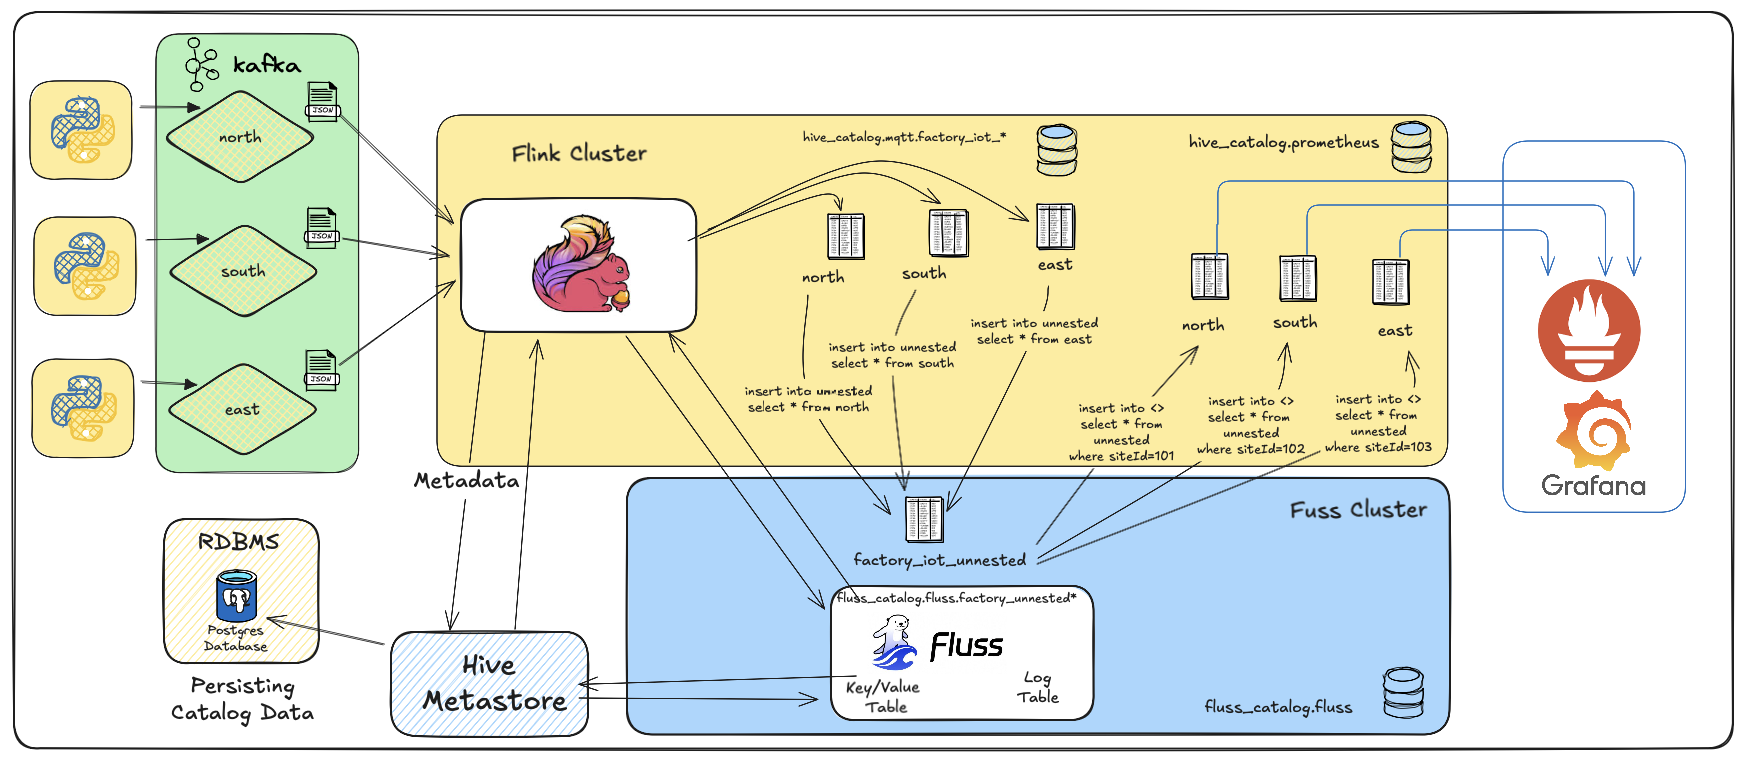 kafka
north
JSON
south
JSON
east
JSON
Flink Cluster
hive_catalog.mqtt.factory_iot_*
hive_catalog.prometheus
north
south
east
insert into unnested
select * from north
insert into unnested
select * from south
insert into unnested
select * from east
north
south
east
insert into <>
select * from
unnested
where siteId=101
insert into <>
select * from
unnested
where siteId=102
insert into <>
select * from
unnested
where siteId=103
Grafana
Metadata
RDBMS
Postgres
Database
Persisting
Catalog Data
Hive
Metastore
Fuss Cluster
factory_iot_unnested
fluss_catalog.fluss.factory_unnested*
Fluss
Key/Value
Table
Log
Table
fluss_catalog.fluss